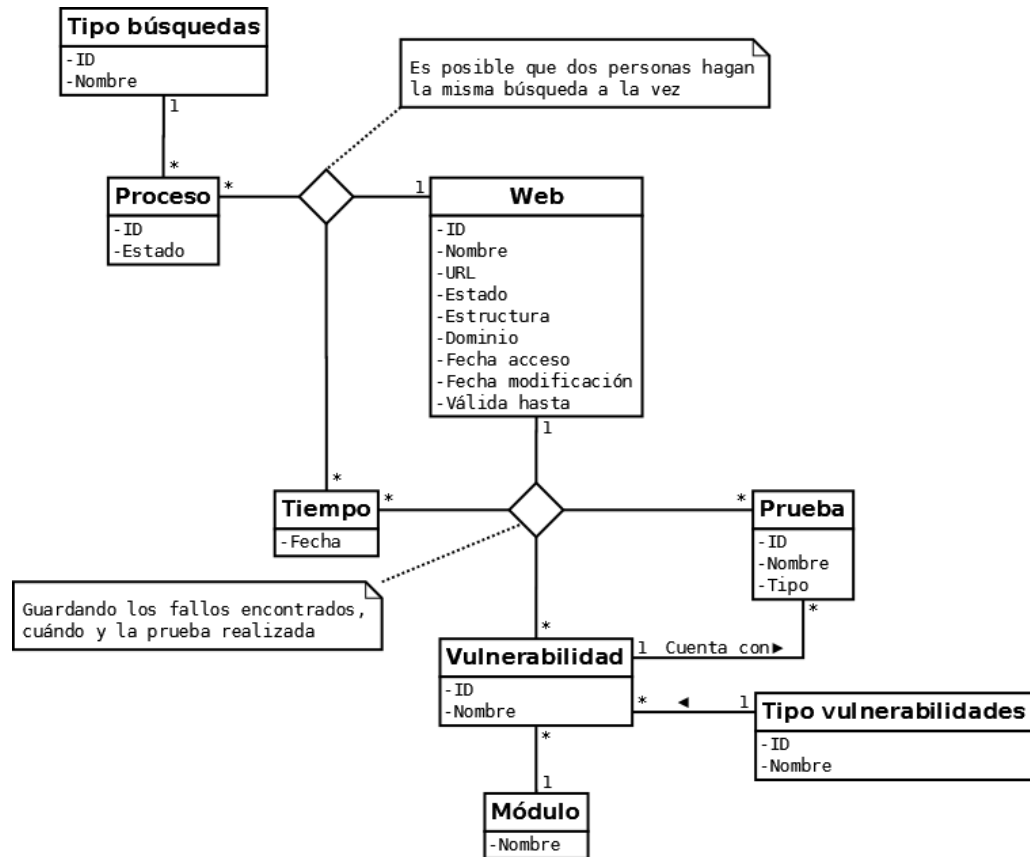 Tipo búsquedas
-ID
-Nombre
1
*
Es posible que dos personas hagan
la misma búsqueda a la vez
Proceso
-ID
-Estado
*
1
Web
-ID
-Nombre
-URL
-Estado
-Estructura
-Dominio
-Fecha acceso
-Fecha modificación
-Válida hasta
1
*
Tiempo
-Fecha
*
*
Prueba
-ID
-Nombre
-Tipo
*
Guardando los fallos encontrados,
cuándo y la prueba realizada
*
Vulnerabilidad
-ID
-Nombre
1 Cuenta con►
* ◄ 1
Tipo vulnerabilidades
-ID
-Nombre
*
1
Módulo
-Nombre